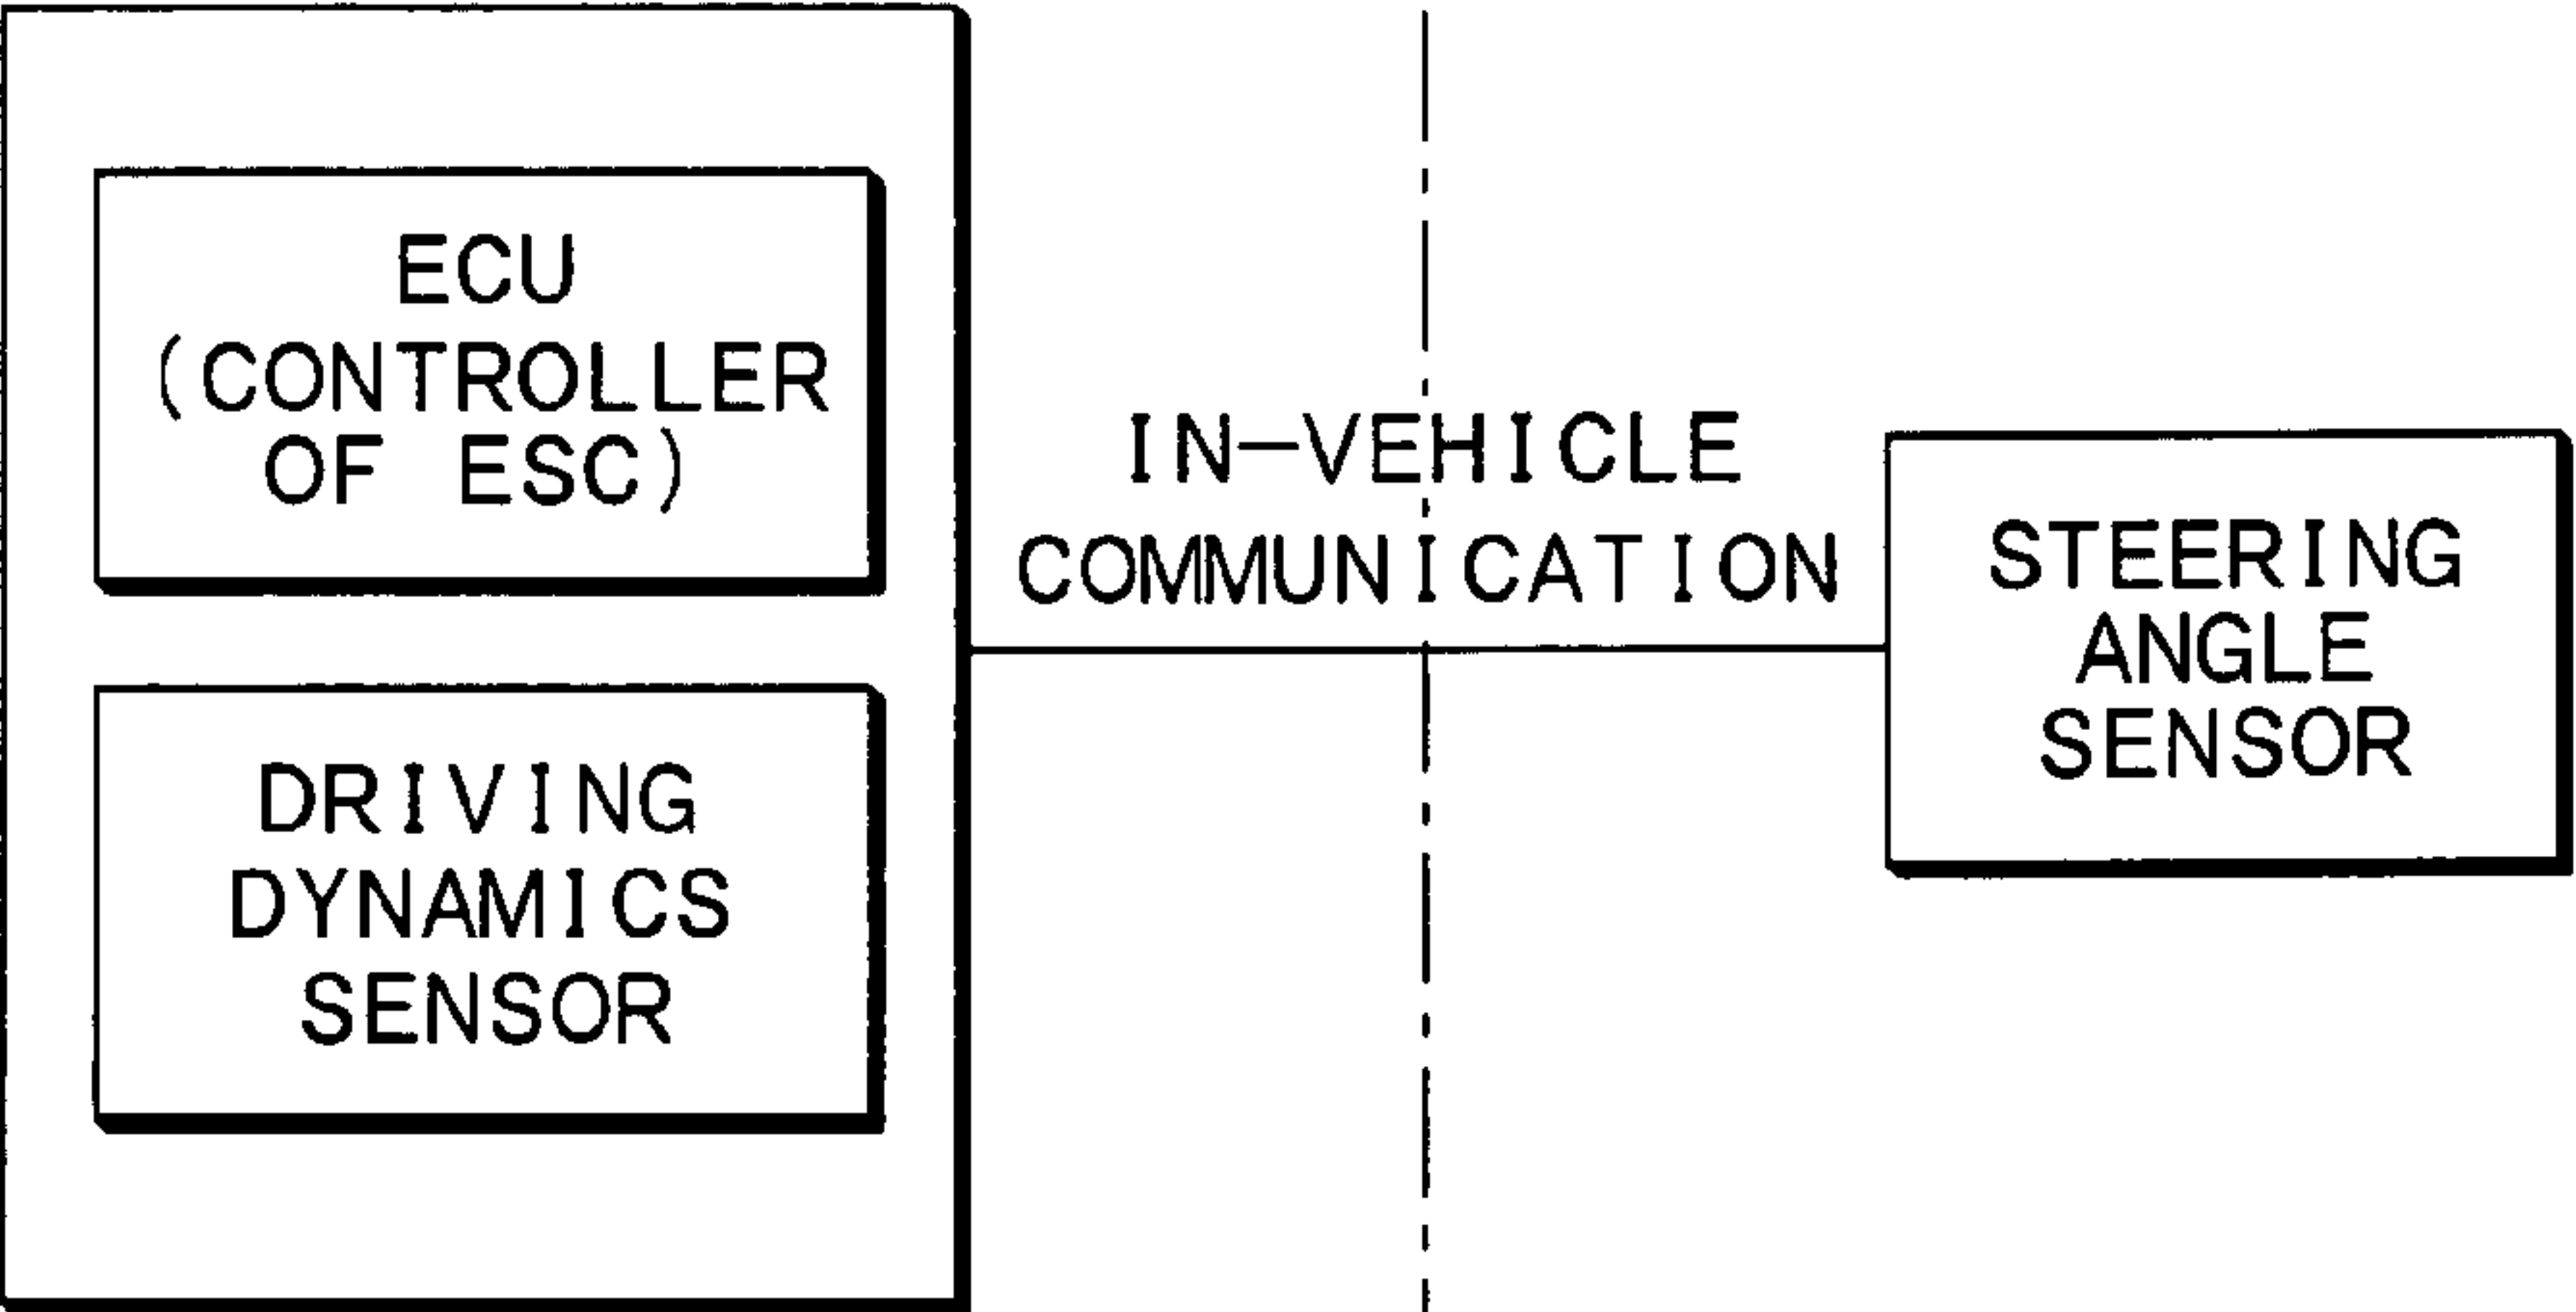 ECU
(CONTROLLER
OF ESC)
DRIVING
DYNAMICS
SENSOR
IN-VEHICLE
COMMUNICATION
STEERING
ANGLE
SENSOR